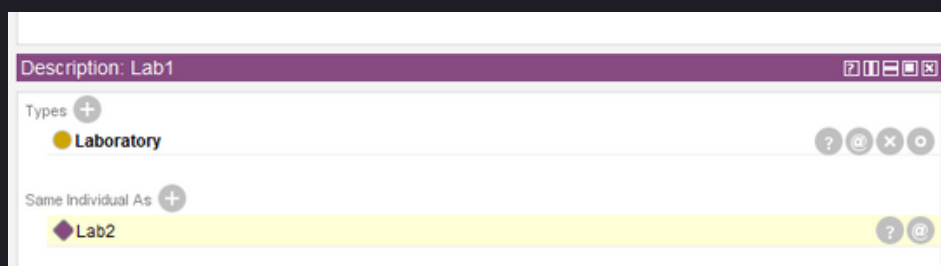 Description: Lab1
Types
Laboratory
Same Individual As
Lab2